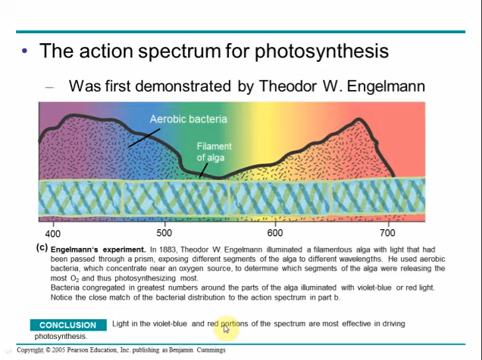 • The action spectrum for photosynthesis
– Was first demonstrated by Theodor W. Engelmann
Aerobic bacteria
Filament
of alga
400
500
600
700
(c) Engelmann's experiment. In 1883, Theodor W. Engelmann illuminated a filamentous alga with light that had
been passed through a prism, exposing different segments of the alga to different wavelengths. He used aerobic
bacteria, which concentrate near an oxygen source, to determine which segments of the alga were releasing the
most O2 and thus photosynthesizing most.
Bacteria congregated in greatest numbers around the parts of the alga illuminated with violet-blue or red light.
Notice the close match of the bacterial distribution to the action spectrum in part b.
CONCLUSION Light in the violet-blue and red portions of the spectrum are most effective in driving
photosynthesis.
Copyright © 2005 Pearson Education, Inc. publishing as Benjamin Cummings